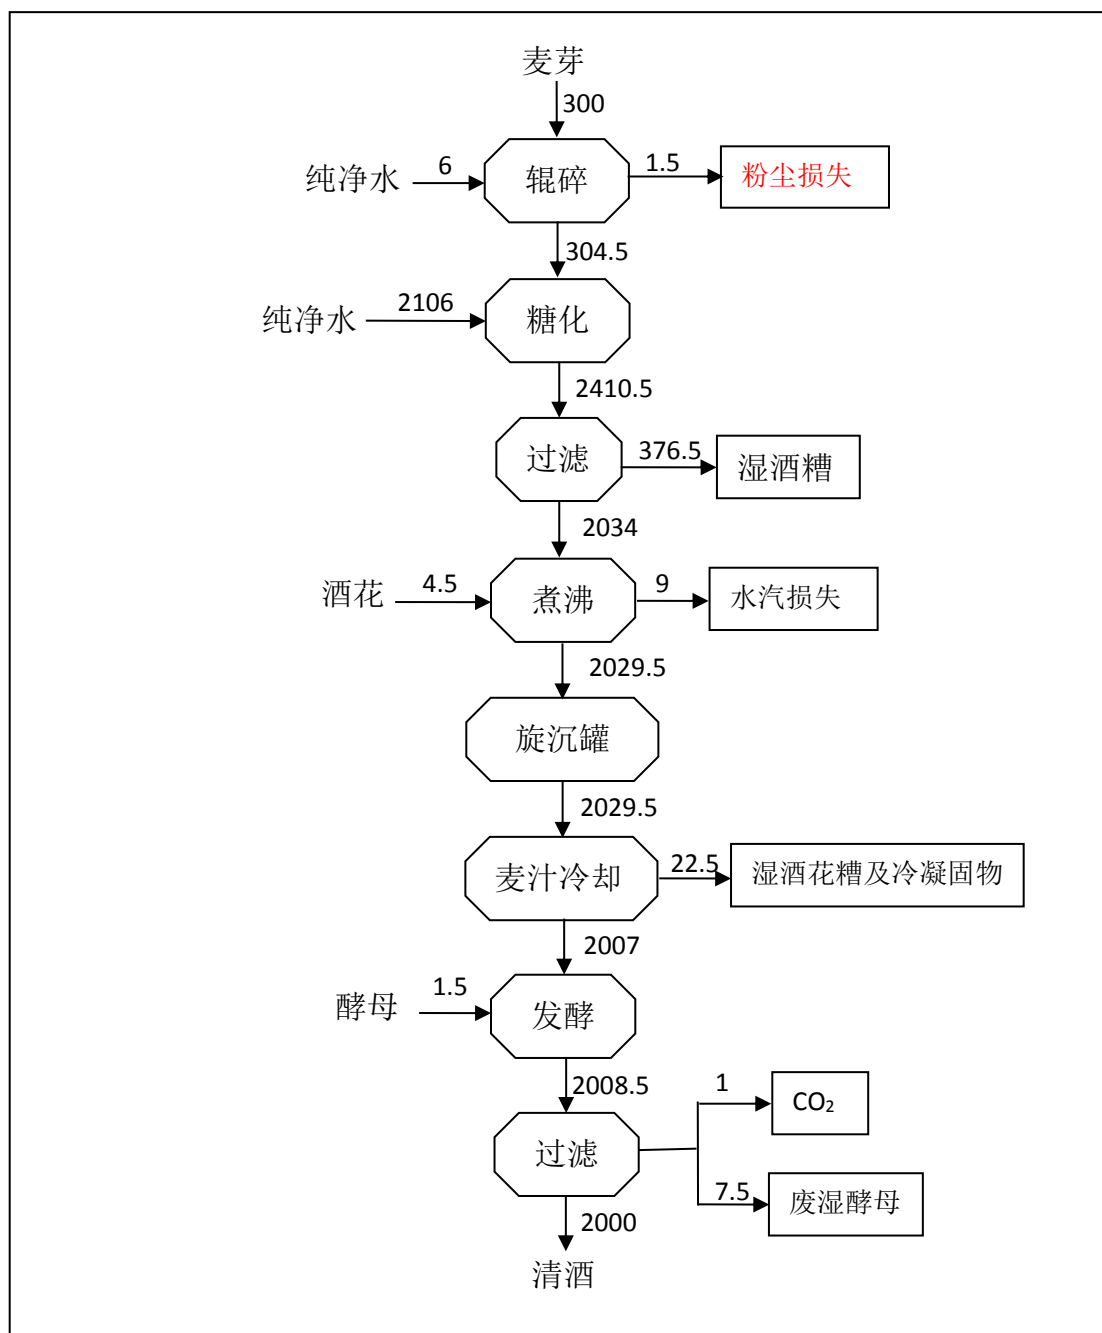 麦芽
300
纯净水
6
辊碎
1.5
粉尘损失
304.5
纯净水
2106
糖化
2410.5
过滤
376.5
湿酒糟
2034
酒花
4.5
煮沸
9
水汽损失
2029.5
旋沉罐
2029.5
麦汁冷却
22.5
湿酒花糟及冷凝固物
2007
酵母
1.5
发酵
2008.5
1
CO₂
过滤
7.5
废湿酵母
2000
清酒